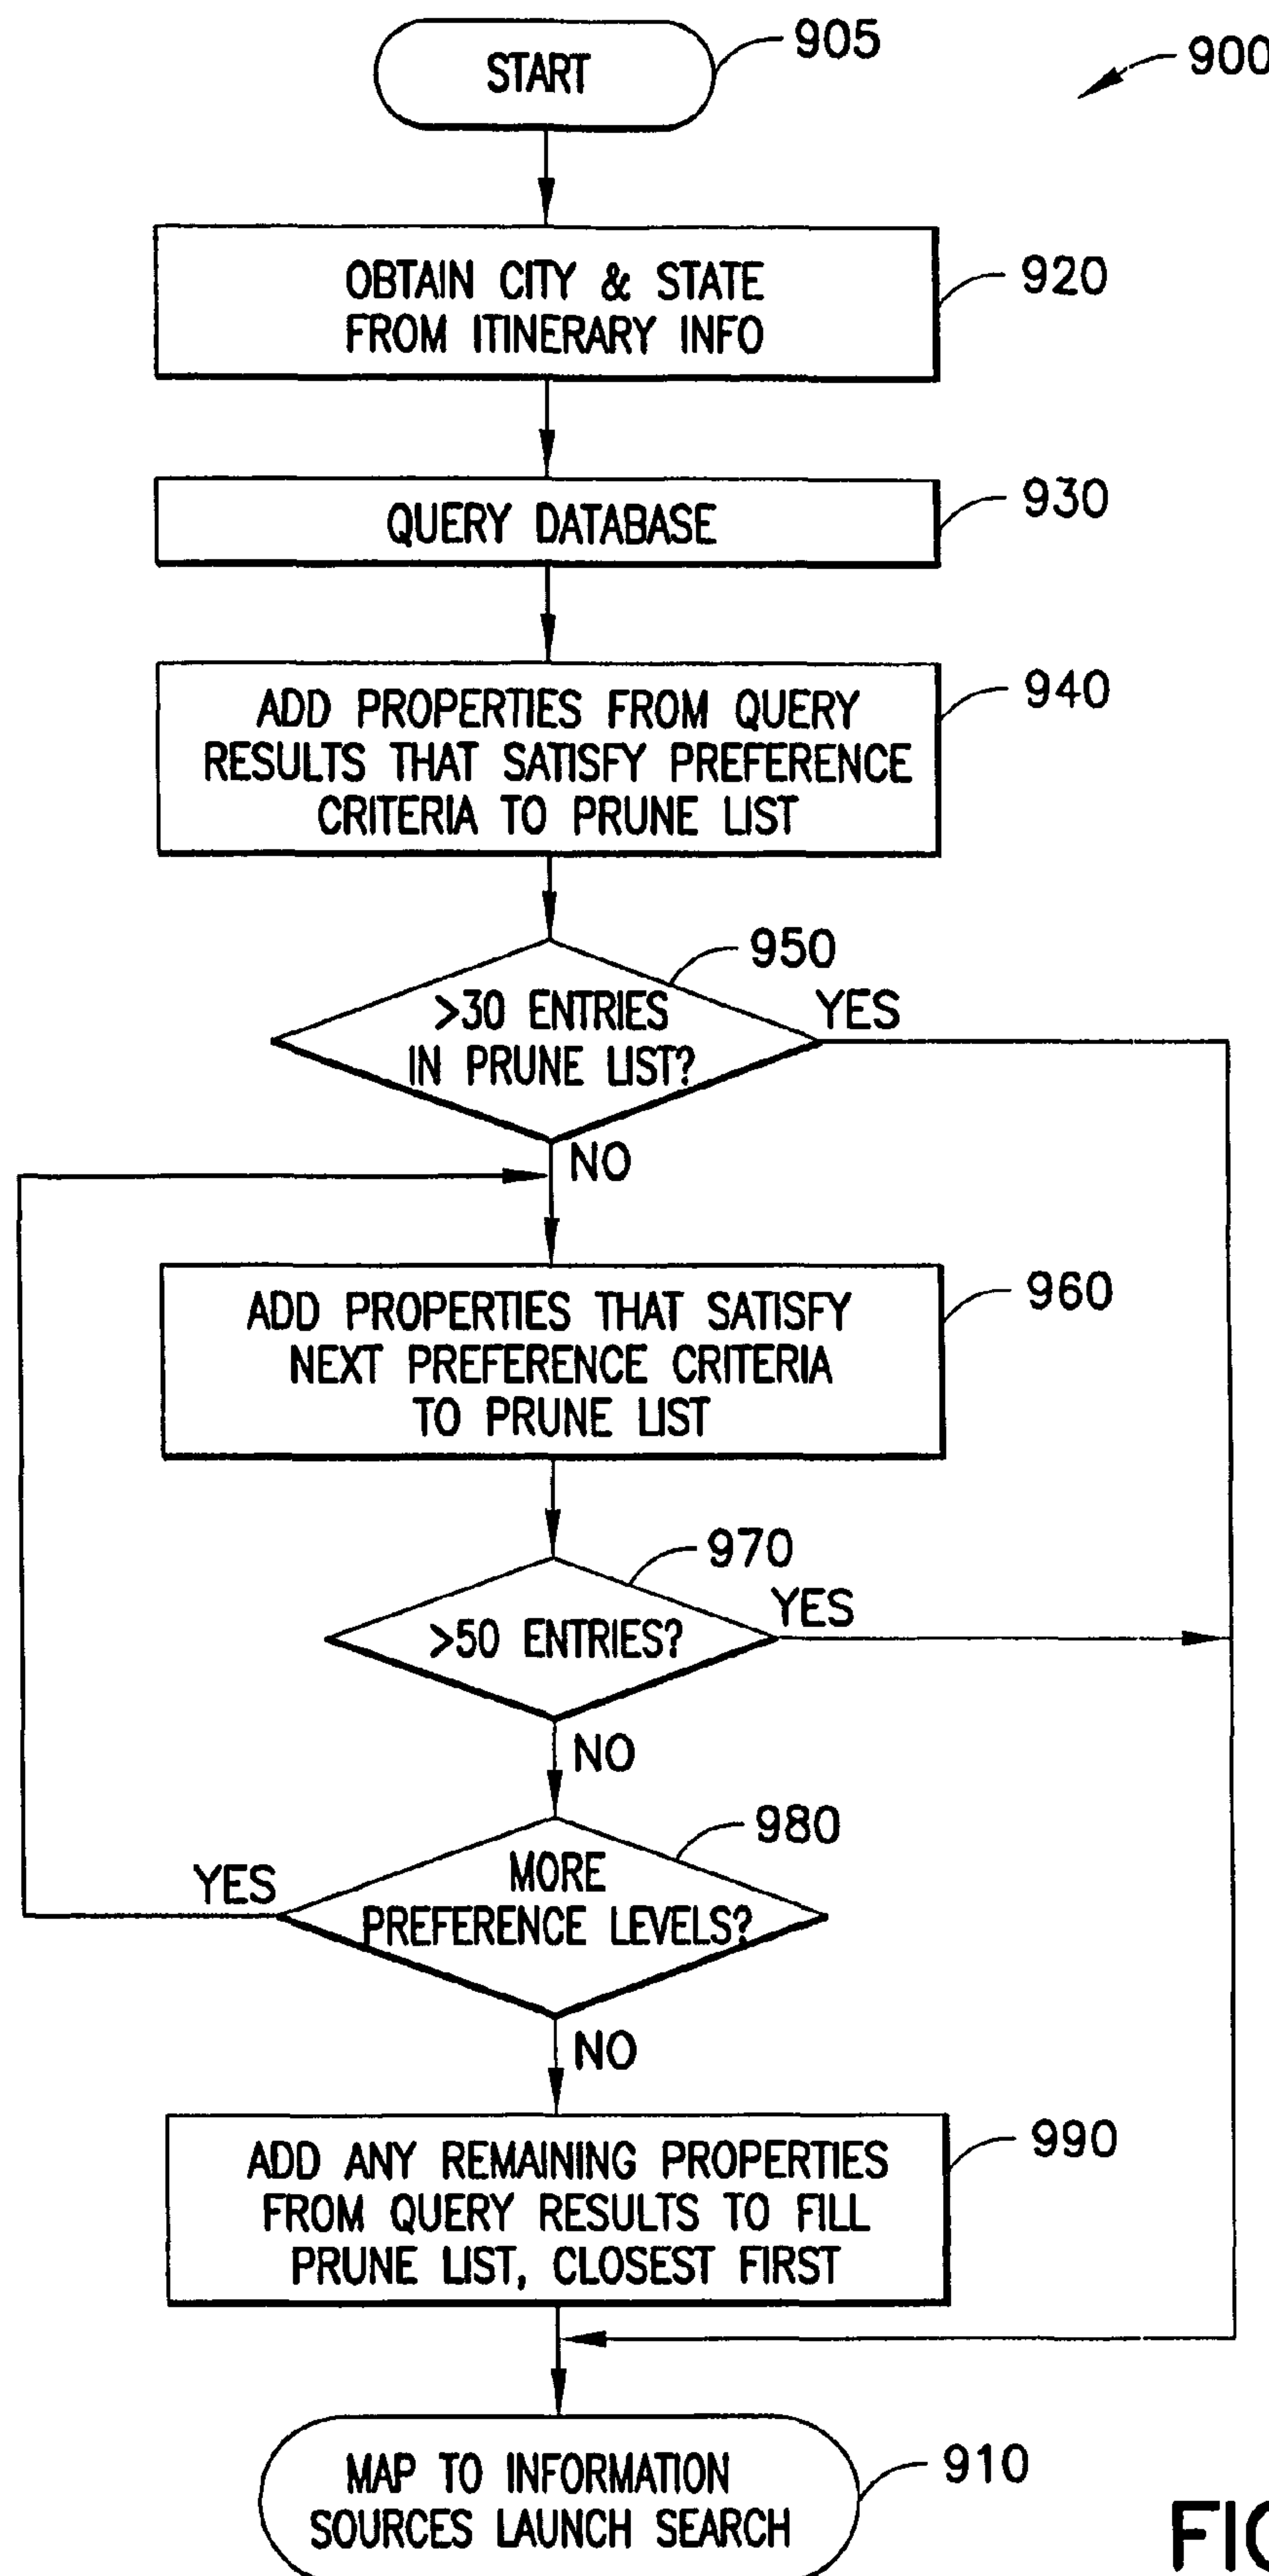 START
905
900
OBTAIN CITY & STATE
FROM ITINERARY INFO
920
QUERY DATABASE
930
ADD PROPERTIES FROM QUERY
RESULTS THAT SATISFY PREFERENCE
CRITERIA TO PRUNE LIST
940
>30 ENTRIES
IN PRUNE LIST?
950
YES
NO
ADD PROPERTIES THAT SATISFY
NEXT PREFERENCE CRITERIA
TO PRUNE LIST
960
>50 ENTRIES?
970
YES
NO
MORE
PREFERENCE LEVELS?
980
YES
NO
ADD ANY REMAINING PROPERTIES
FROM QUERY RESULTS TO FILL
PRUNE LIST, CLOSEST FIRST
990
MAP TO INFORMATION
SOURCES LAUNCH SEARCH
910